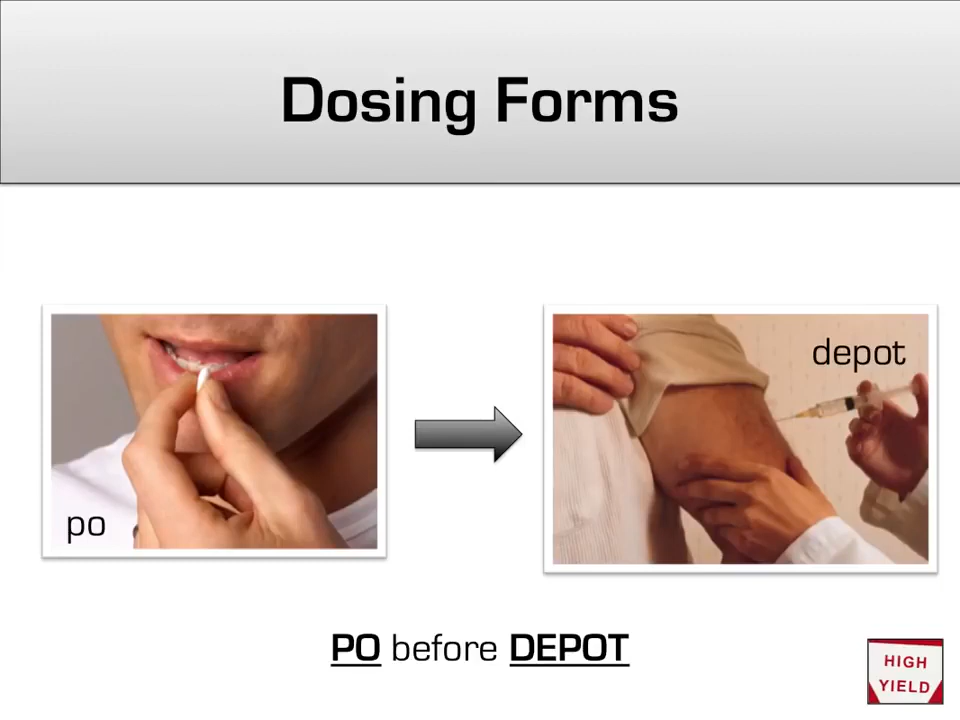 Dosing Forms
depot
po
PO before DEPOT
HIGH
YIELD